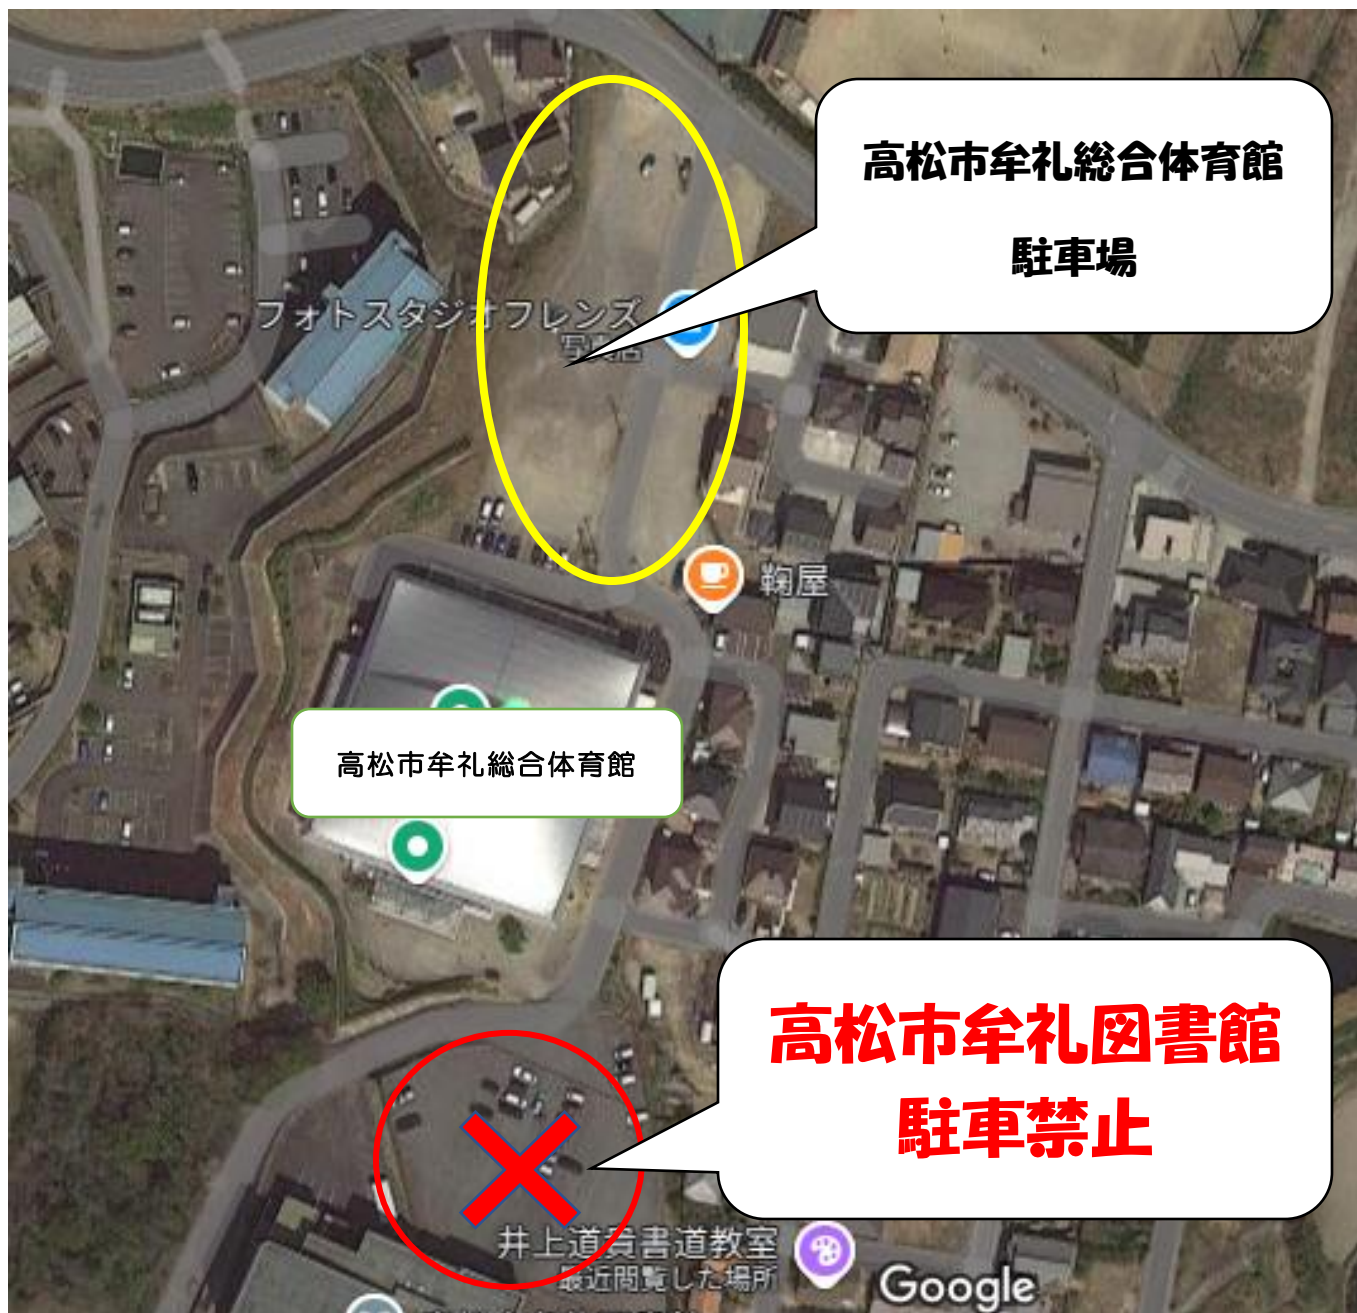 高松市牟礼総合体育館
駐車場
フォトスタジオフレンズ
鞠屋
高松市牟礼総合体育館
高松市牟礼図書館
駐車禁止
井上道貢書道教室
最近閲覧した場所
Google